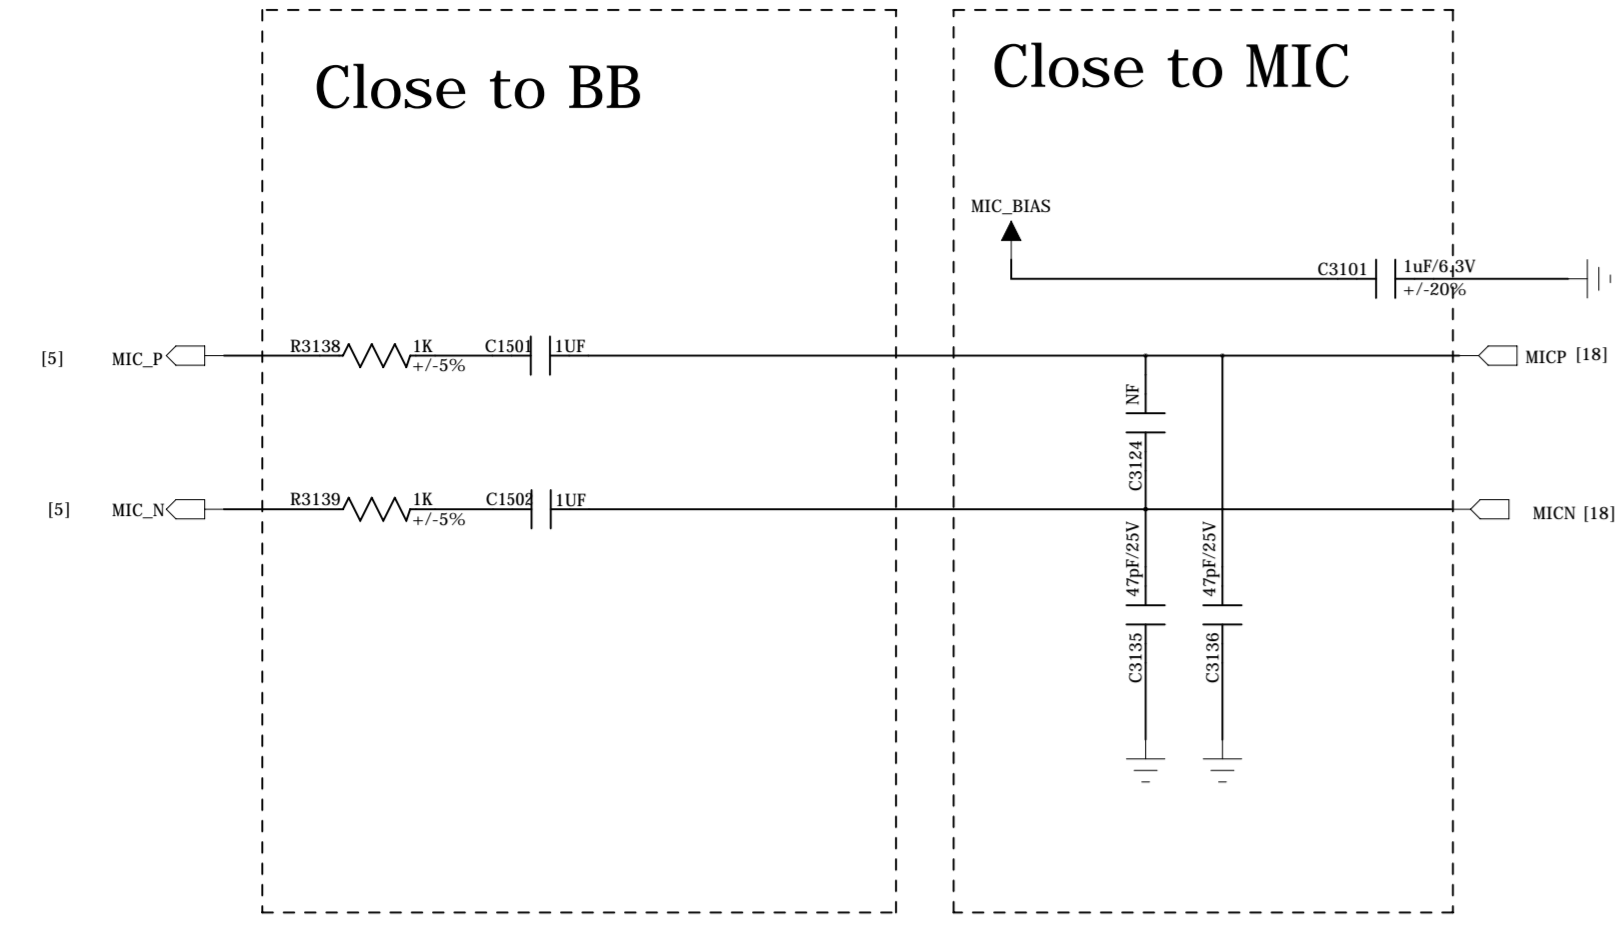 Close to BB
Close to MIC
MIC_BIAS
C3101
1uF/6.3V
+/-20%
[5]
MIC_P
R3138
1K
+/-5%
C1501
1UF
MICP
[18]
NF
C3124
[5]
MIC_N
R3139
1K
+/-5%
C1502
1UF
MICN
[18]
47pF/25V
C3135
47pF/25V
C3136